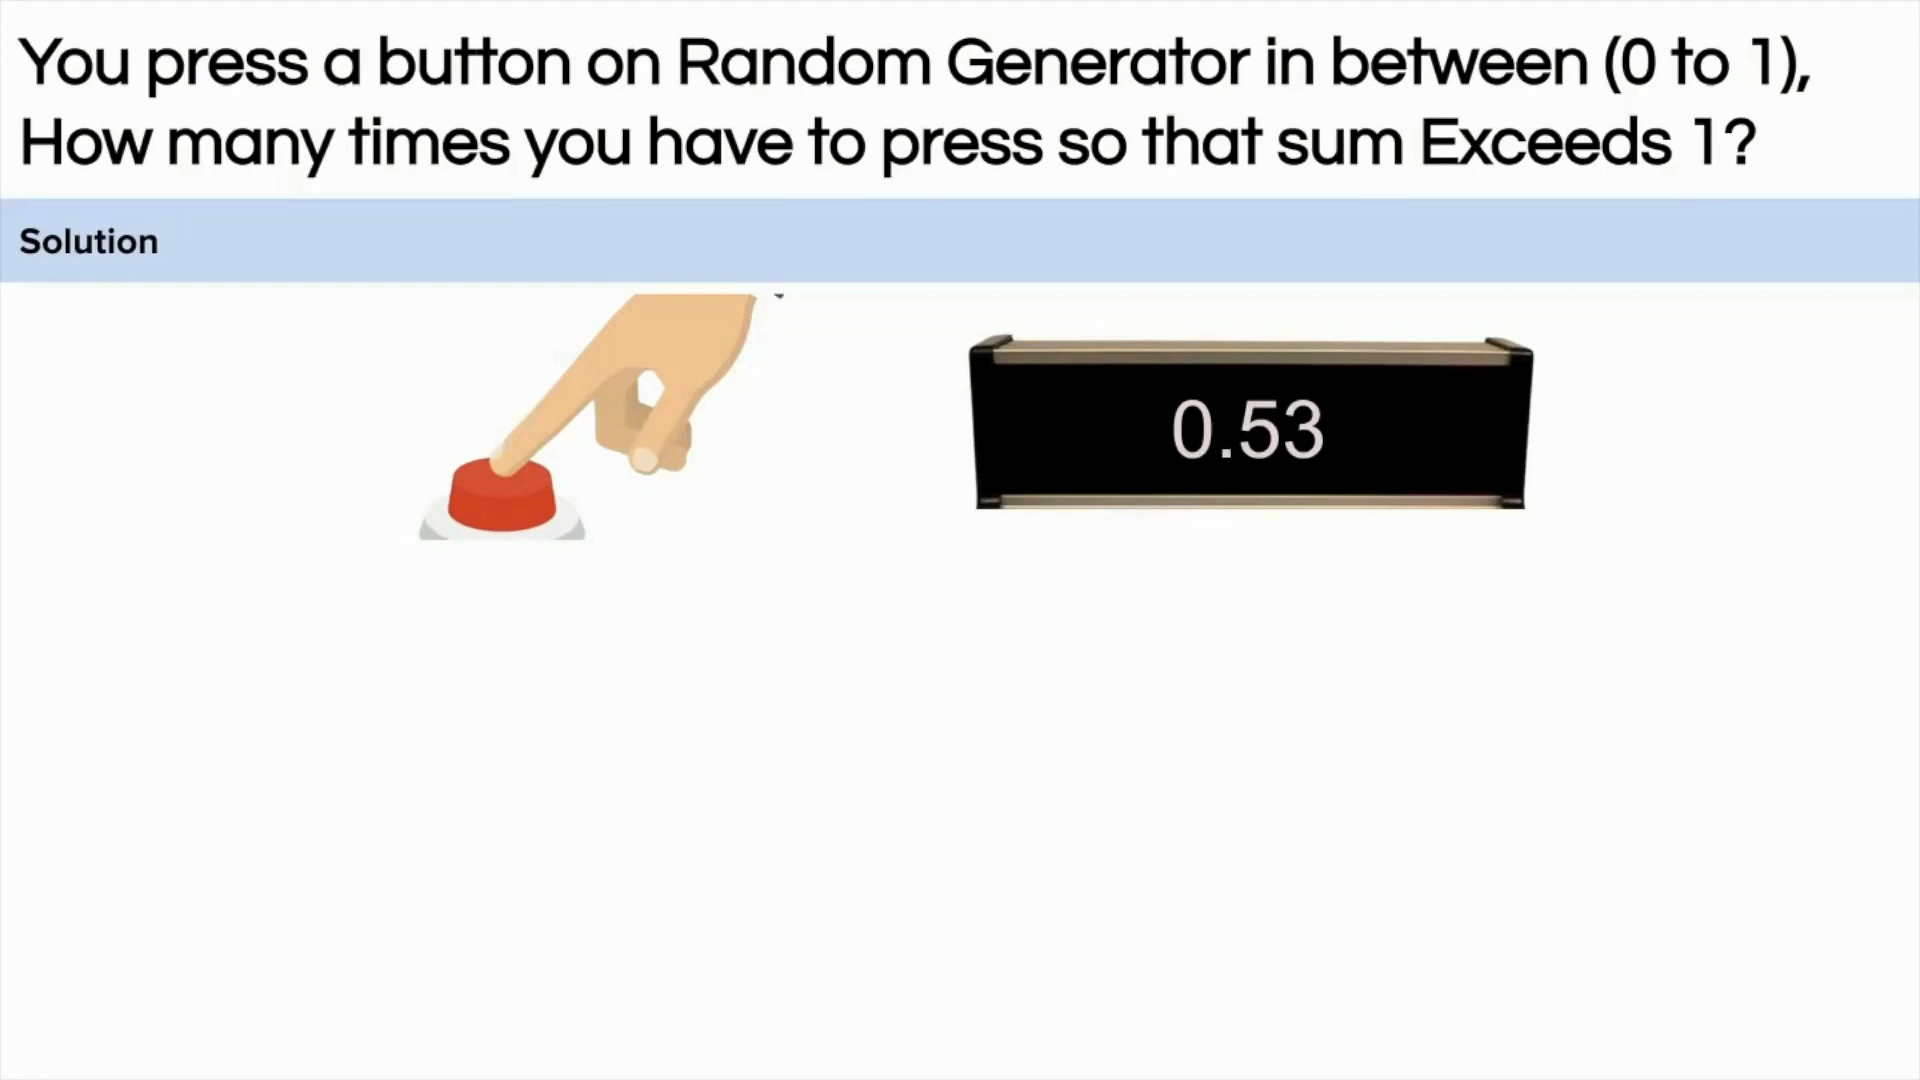 You press a button on Random Generator in between (0 to 1),
How many times you have to press so that sum Exceeds 1?
Solution
0.53